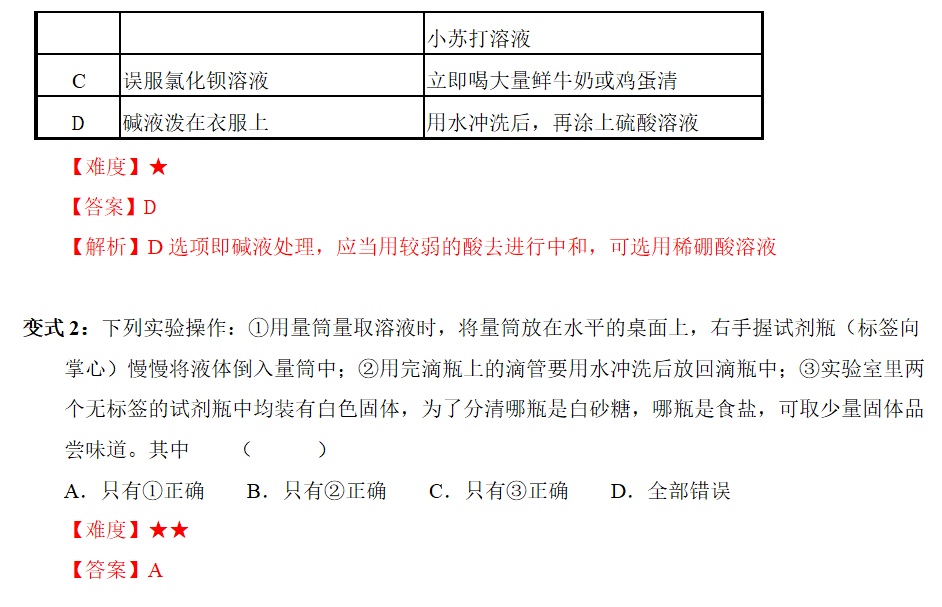 小苏打溶液
C 误服氯化钡溶液 立即喝大量鲜牛奶或鸡蛋清
D 碱液泼在衣服上 用水冲洗后，再涂上硫酸溶液
【难度】★
【答案】D
【解析】D 选项即碱液处理，应当用较弱的酸去进行中和，可选用稀硼酸溶液
变式 2：下列实验操作：①用量筒量取溶液时，将量筒放在水平的桌面上，右手握试剂瓶（标签向
掌心）慢慢将液体倒入量筒中；②用完滴瓶上的滴管要用水冲洗后放回滴瓶中；③实验室里两
个无标签的试剂瓶中均装有白色固体，为了分清哪瓶是白砂糖，哪瓶是食盐，可取少量固体品
尝味道。其中 （ ）
A．只有①正确 B．只有②正确 C．只有③正确 D．全部错误
【难度】★★
【答案】A